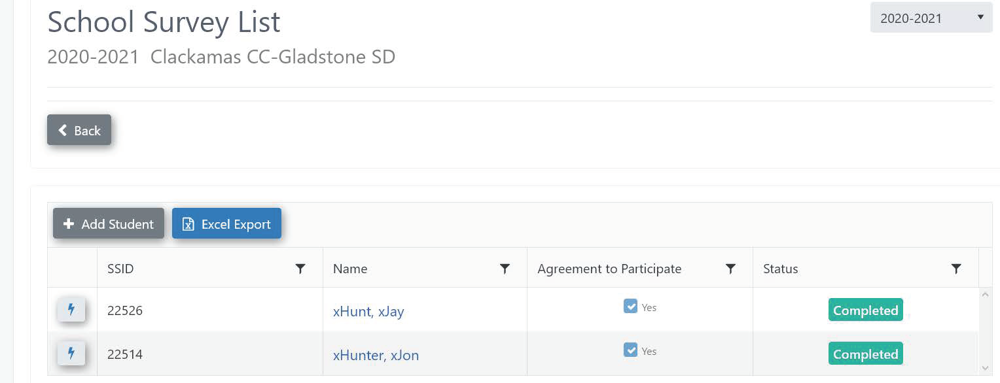 School Survey List
2020-2021
2020-2021 Clackamas CC-Gladstone SD
Back
Add Student
Excel Export
SSID
Name
Agreement to Participate
Status
22526
xHunt, xJay
Yes
Completed
22514
xHunter, xJon
Yes
Completed